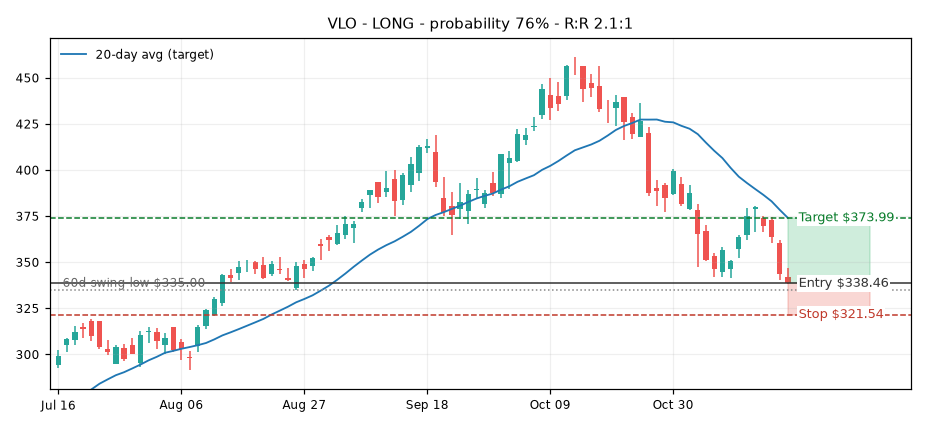 VLO - LONG - probability 76% - R:R 2.1:1
20-day avg (target)
450
425
400
375
350
325
300
Target $373.99
60d swing low $335.00
Entry $338.46
Stop $321.54
Jul 16
Aug 06
Aug 27
Sep 18
Oct 09
Oct 30